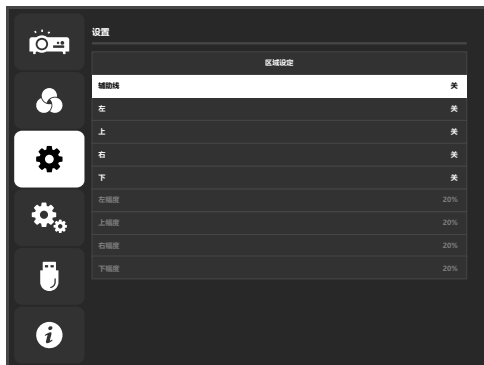 设置
区域设定
辅助线 关
左 关
上 关
右 关
下 关
左幅度 20%
上幅度 20%
右幅度 20%
下幅度 20%